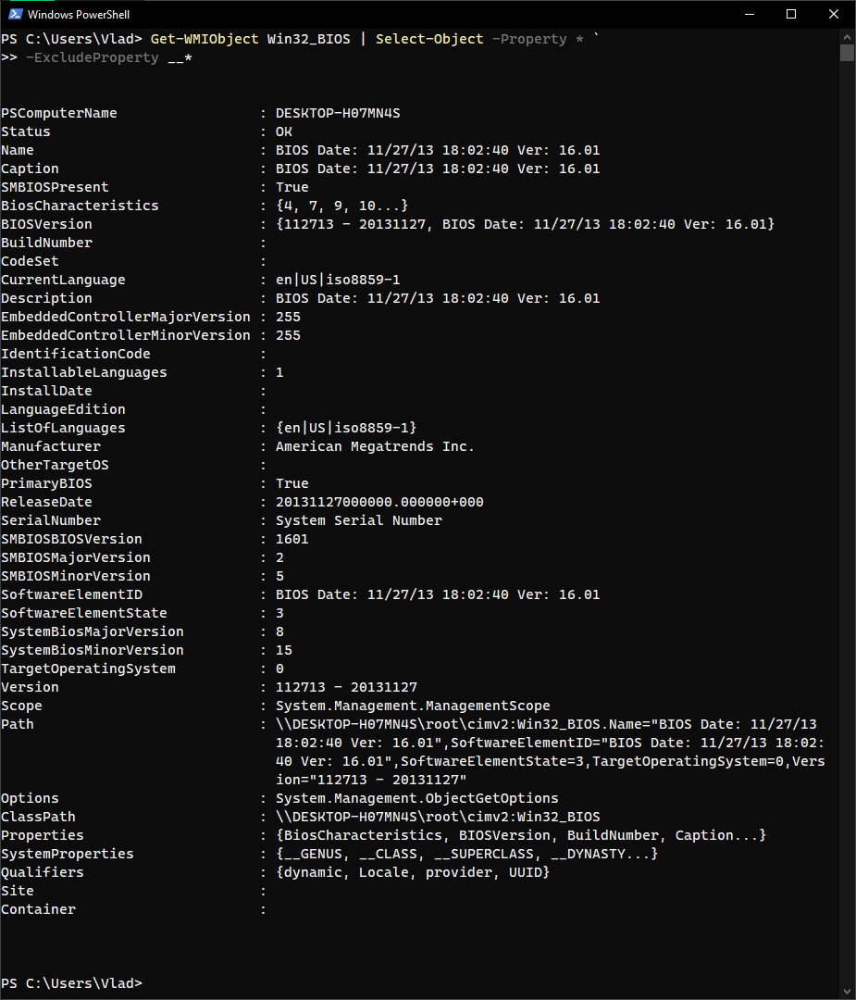 Windows PowerShell
PS C:\Users\Vlad> Get-WMIObject Win32_BIOS | Select-Object -Property * `
>> -ExcludeProperty __*
PSComputerName : DESKTOP-H07MN4S
Status : OK
Name : BIOS Date: 11/27/13 18:02:40 Ver: 16.01
Caption : BIOS Date: 11/27/13 18:02:40 Ver: 16.01
SMBIOSPresent : True
BiosCharacteristics : {4, 7, 9, 10...}
BIOSVersion : {112713 - 20131127, BIOS Date: 11/27/13 18:02:40 Ver: 16.01}
BuildNumber :
CodeSet :
CurrentLanguage : en|US|iso8859-1
Description : BIOS Date: 11/27/13 18:02:40 Ver: 16.01
EmbeddedControllerMajorVersion : 255
EmbeddedControllerMinorVersion : 255
IdentificationCode :
InstallableLanguages : 1
InstallDate :
LanguageEdition :
ListOfLanguages : {en|US|iso8859-1}
Manufacturer : American Megatrends Inc.
OtherTargetOS :
PrimaryBIOS : True
ReleaseDate : 20131127000000.000000+000
SerialNumber : System Serial Number
SMBIOSBIOSVersion : 1601
SMBIOSMajorVersion : 2
SMBIOSMinorVersion : 5
SoftwareElementID : BIOS Date: 11/27/13 18:02:40 Ver: 16.01
SoftwareElementState : 3
SystemBiosMajorVersion : 8
SystemBiosMinorVersion : 15
TargetOperatingSystem : 0
Version : 112713 - 20131127
Scope : System.Management.ManagementScope
Path : \\DESKTOP-H07MN4S\root\cimv2:Win32_BIOS.Name="BIOS Date: 11/27/13
18:02:40 Ver: 16.01",SoftwareElementID="BIOS Date: 11/27/13 18:02:
40 Ver: 16.01",SoftwareElementState=3,TargetOperatingSystem=0,Vers
ion="112713 - 20131127"
Options : System.Management.ObjectGetOptions
ClassPath : \\DESKTOP-H07MN4S\root\cimv2:Win32_BIOS
Properties : {BiosCharacteristics, BIOSVersion, BuildNumber, Caption...}
SystemProperties : {__GENUS, __CLASS, __SUPERCLASS, __DYNASTY...}
Qualifiers : {dynamic, Locale, provider, UUID}
Site :
Container :
PS C:\Users\Vlad>